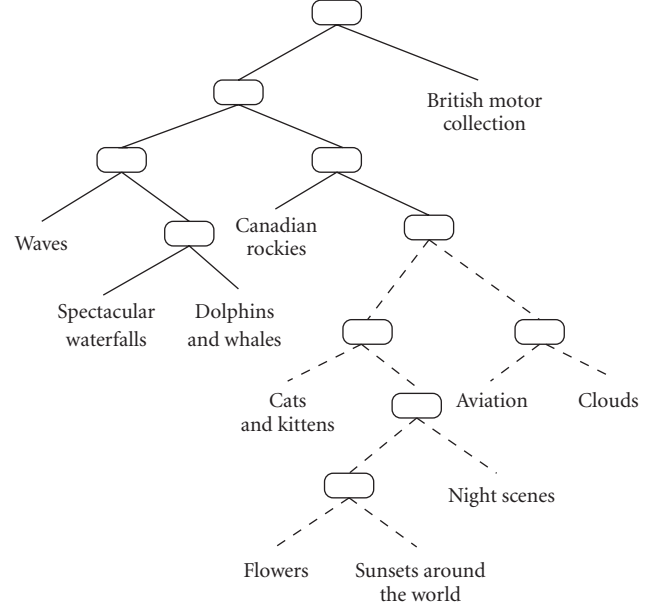 British motor
collection
Waves
Canadian
rockies
Spectacular
waterfalls
Dolphins
and whales
Cats
and kittens
Aviation
Clouds
Night scenes
Flowers
Sunsets around
the world